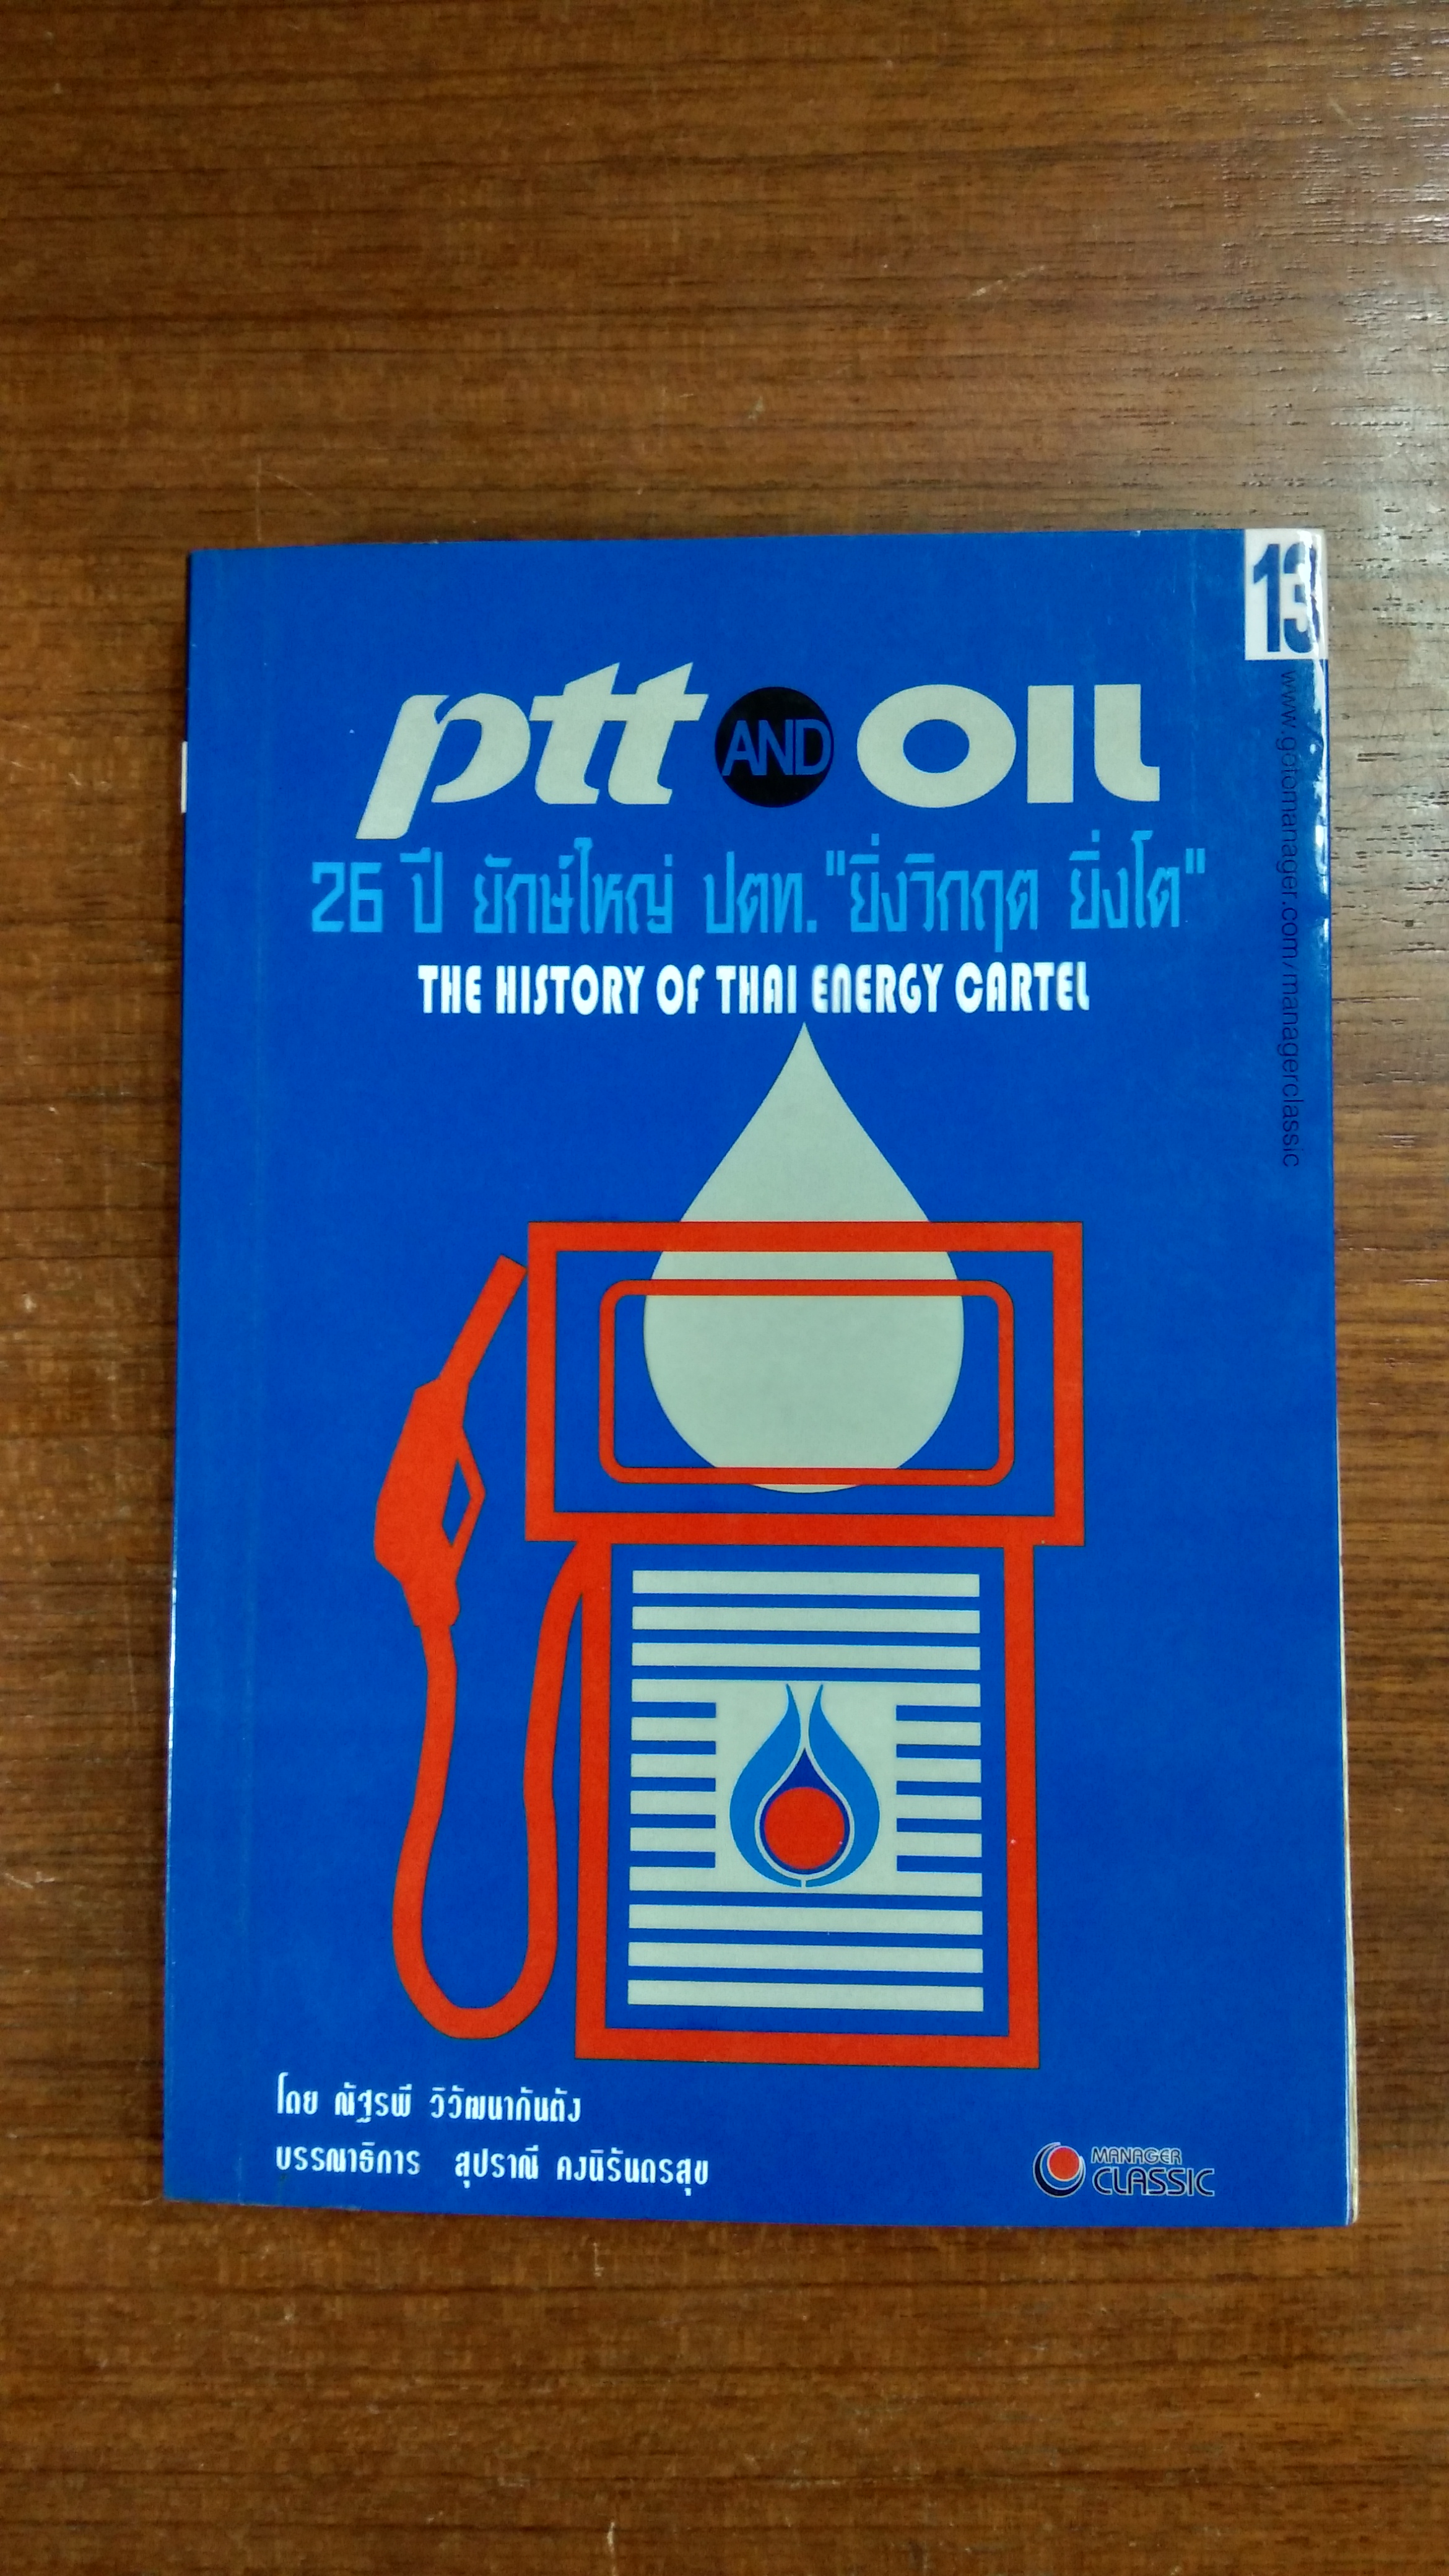 13
www.gotomanager.com/managerclassic
ptt AND OIL
26 ปี ยักษ์ใหญ่ ปตท. "ยิ่งวิกฤต ยิ่งโต"
THE HISTORY OF THAI ENERGY CARTEL
โดย ณัฐรพี วิวัฒนากันตัง
บรรณาธิการ สุปราณี คงนิรันดรสุข
MANAGER
CLASSIC